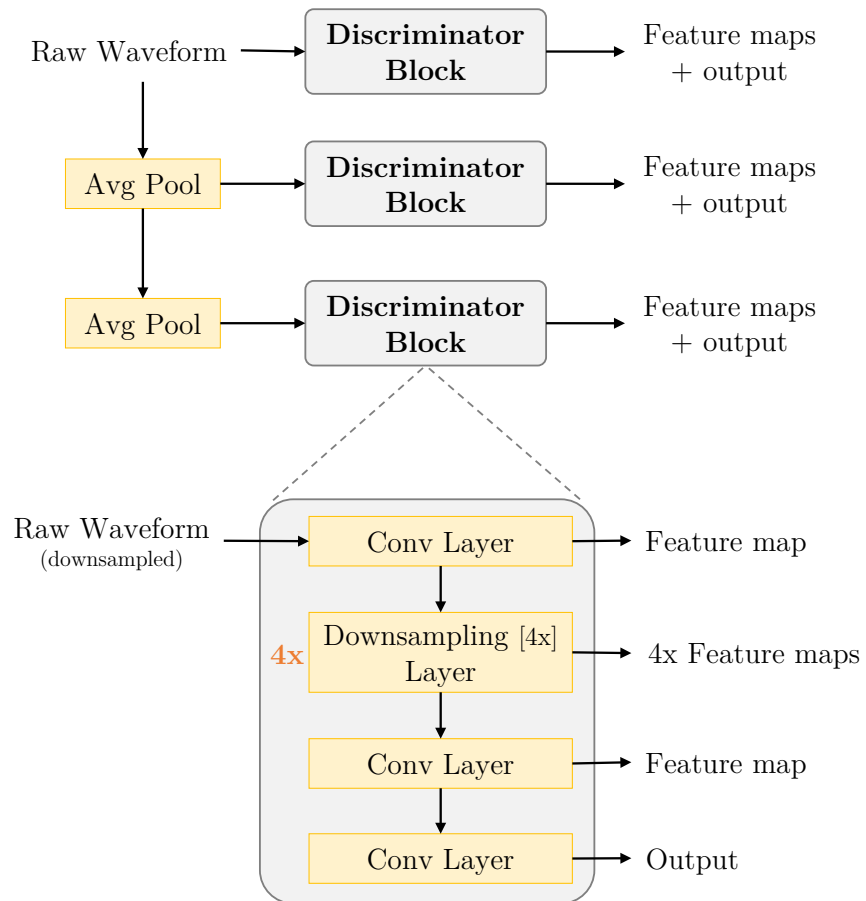 Raw Waveform
Discriminator
Block
Feature maps
+ output
Avg Pool
Discriminator
Block
Feature maps
+ output
Avg Pool
Discriminator
Block
Feature maps
+ output
Raw Waveform
(downsampled)
Conv Layer
Feature map
4x
Downsampling [4x]
Layer
4x Feature maps
Conv Layer
Feature map
Conv Layer
Output